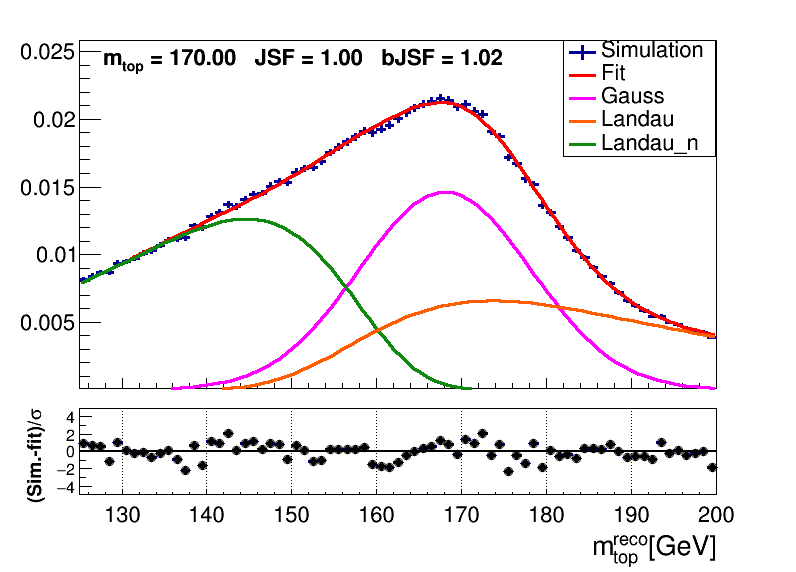 m_top = 170.00 JSF = 1.00 bJSF = 1.02
Simulation
Fit
Gauss
Landau
Landau_n
0.025
0.02
0.015
0.01
0.005
(Sim.-fit)/σ
4
2
0
−2
−4
130 140 150 160 170 180 190 200
m_top^reco[GeV]